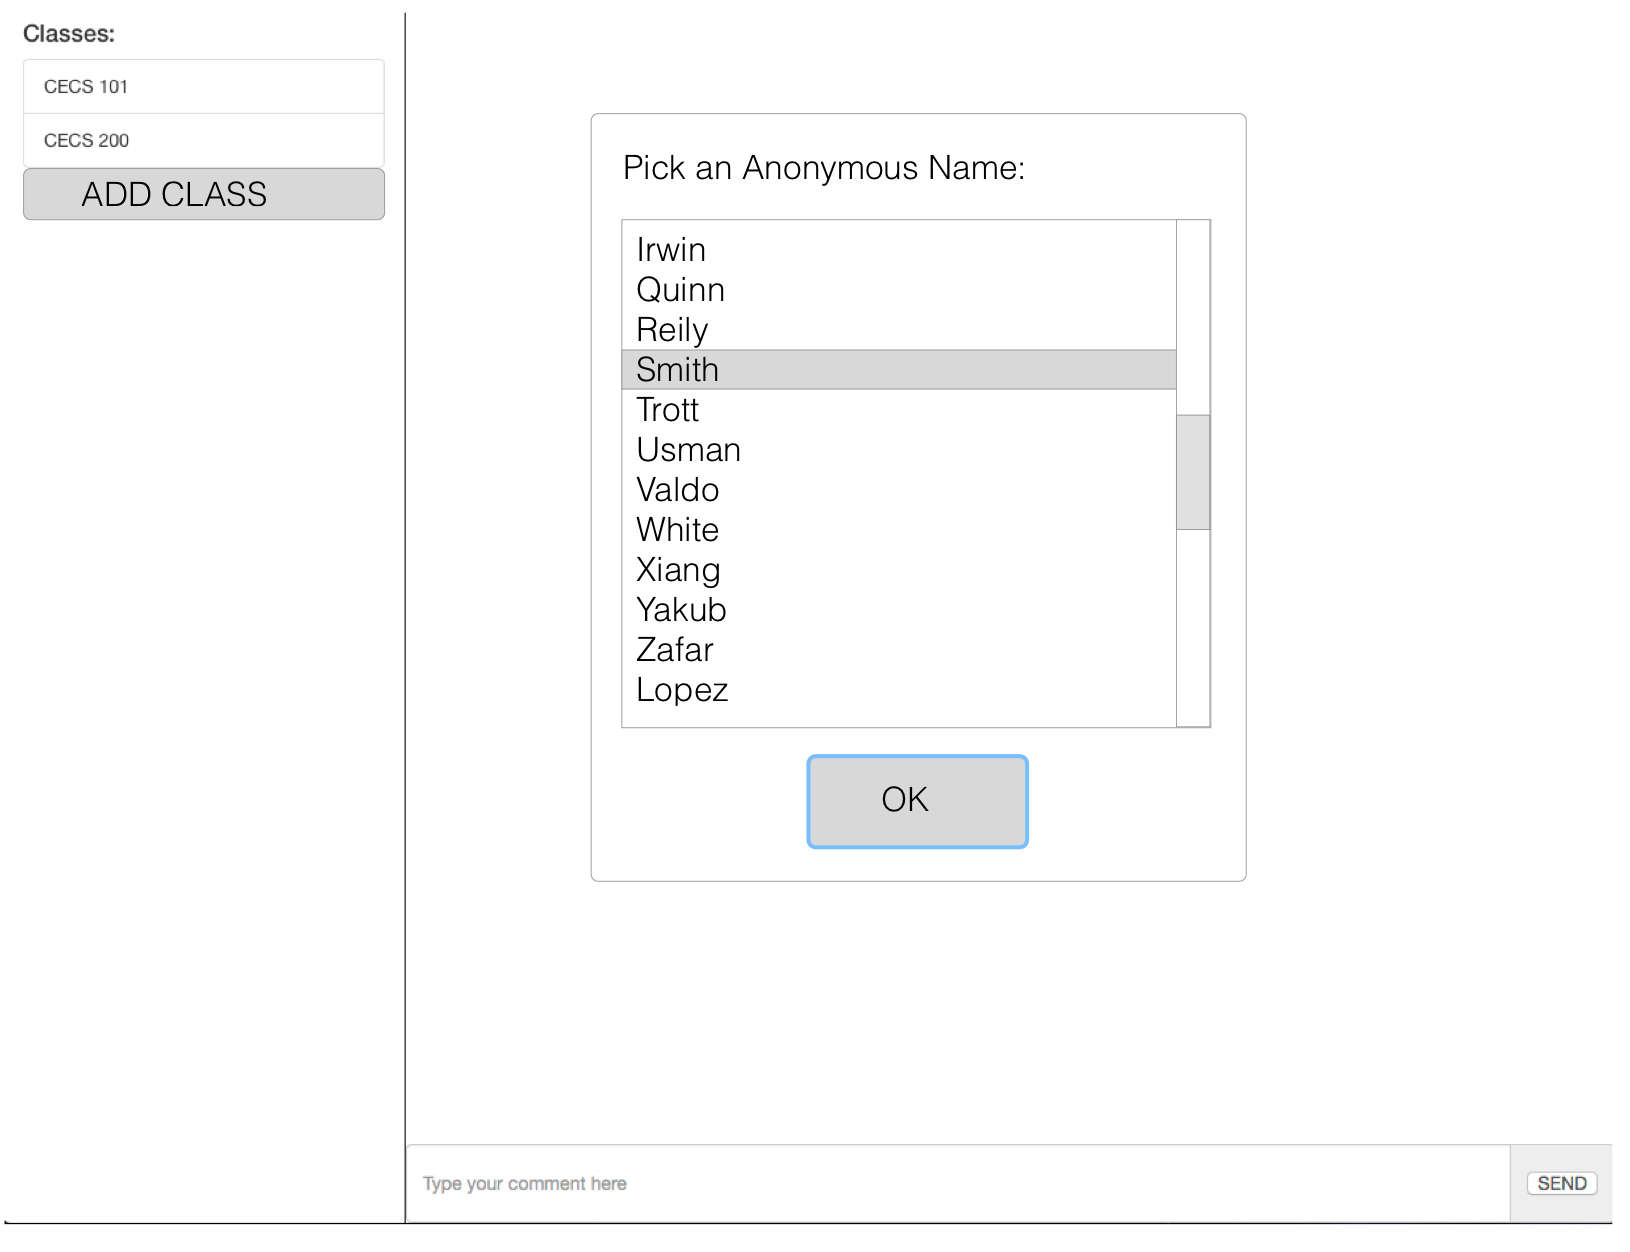 Classes:
CECS 101
CECS 200
ADD CLASS
Pick an Anonymous Name:
Irwin
Quinn
Reily
Smith
Trott
Usman
Valdo
White
Xiang
Yakub
Zafar
Lopez
OK
Type your comment here
SEND